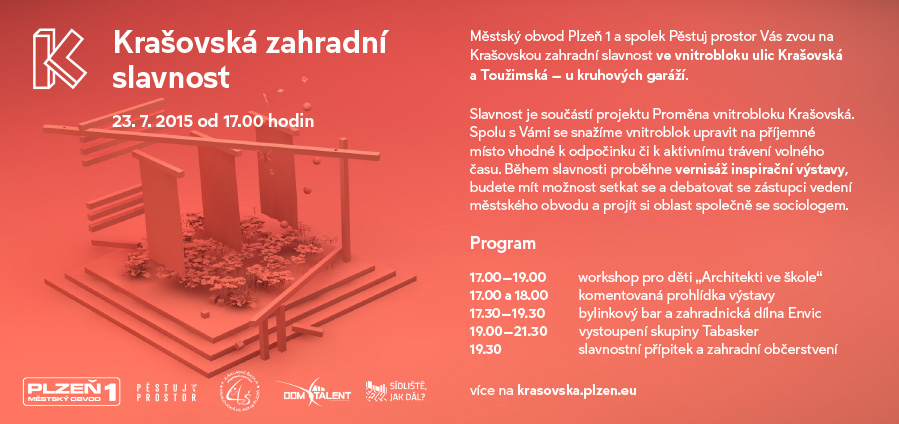 Krašovská zahradní
slavnost
23. 7. 2015 od 17.00 hodin
Městský obvod Plzeň 1 a spolek Pěstuj prostor Vás zvou na
Krašovskou zahradní slavnost ve vnitrobloku ulic Krašovská
a Toužimská – u kruhových garáží.
Slavnost je součástí projektu Proměna vnitrobloku Krašovská.
Spolu s Vámi se snažíme vnitroblok upravit na příjemné
místo vhodné k odpočinku či k aktivnímu trávení volného
času. Během slavnosti proběhne vernisáž inspirační výstavy,
budete mít možnost setkat se a debatovat se zástupci vedení
městského obvodu a projít si oblast společně se sociologem.
Program
17.00–19.00 workshop pro děti „Architekti ve škole“
17.00 a 18.00 komentovaná prohlídka výstavy
17.30–19.30 bylinkový bar a zahradnická dílna Envic
19.00–21.30 vystoupení skupiny Tabasker
19.30 slavnostní přípitek a zahradní občerstvení
více na krasovska.plzen.eu
PLZEŇ 1
MĚSTSKÝ OBVOD
PĚSTUJ
PROSTOR
DOM TALENT
SÍDLIŠTĚ,
JAK DÁL?